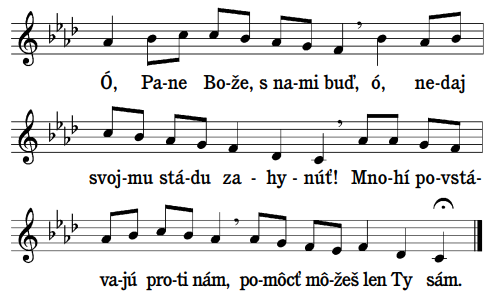 Ó, Pa-ne Bo-že, s na-mi buď, ó, ne-daj
svoj-mu stá-du za - hy - núť! Mno-hí po-vstá-
va-jú pro-ti nám, po-môcť mô-žeš len Ty sám.